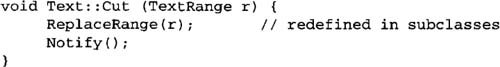 void Text::Cut (TextRange r) {
    ReplaceRange(r);        // redefined in subclasses
    Notify();
}